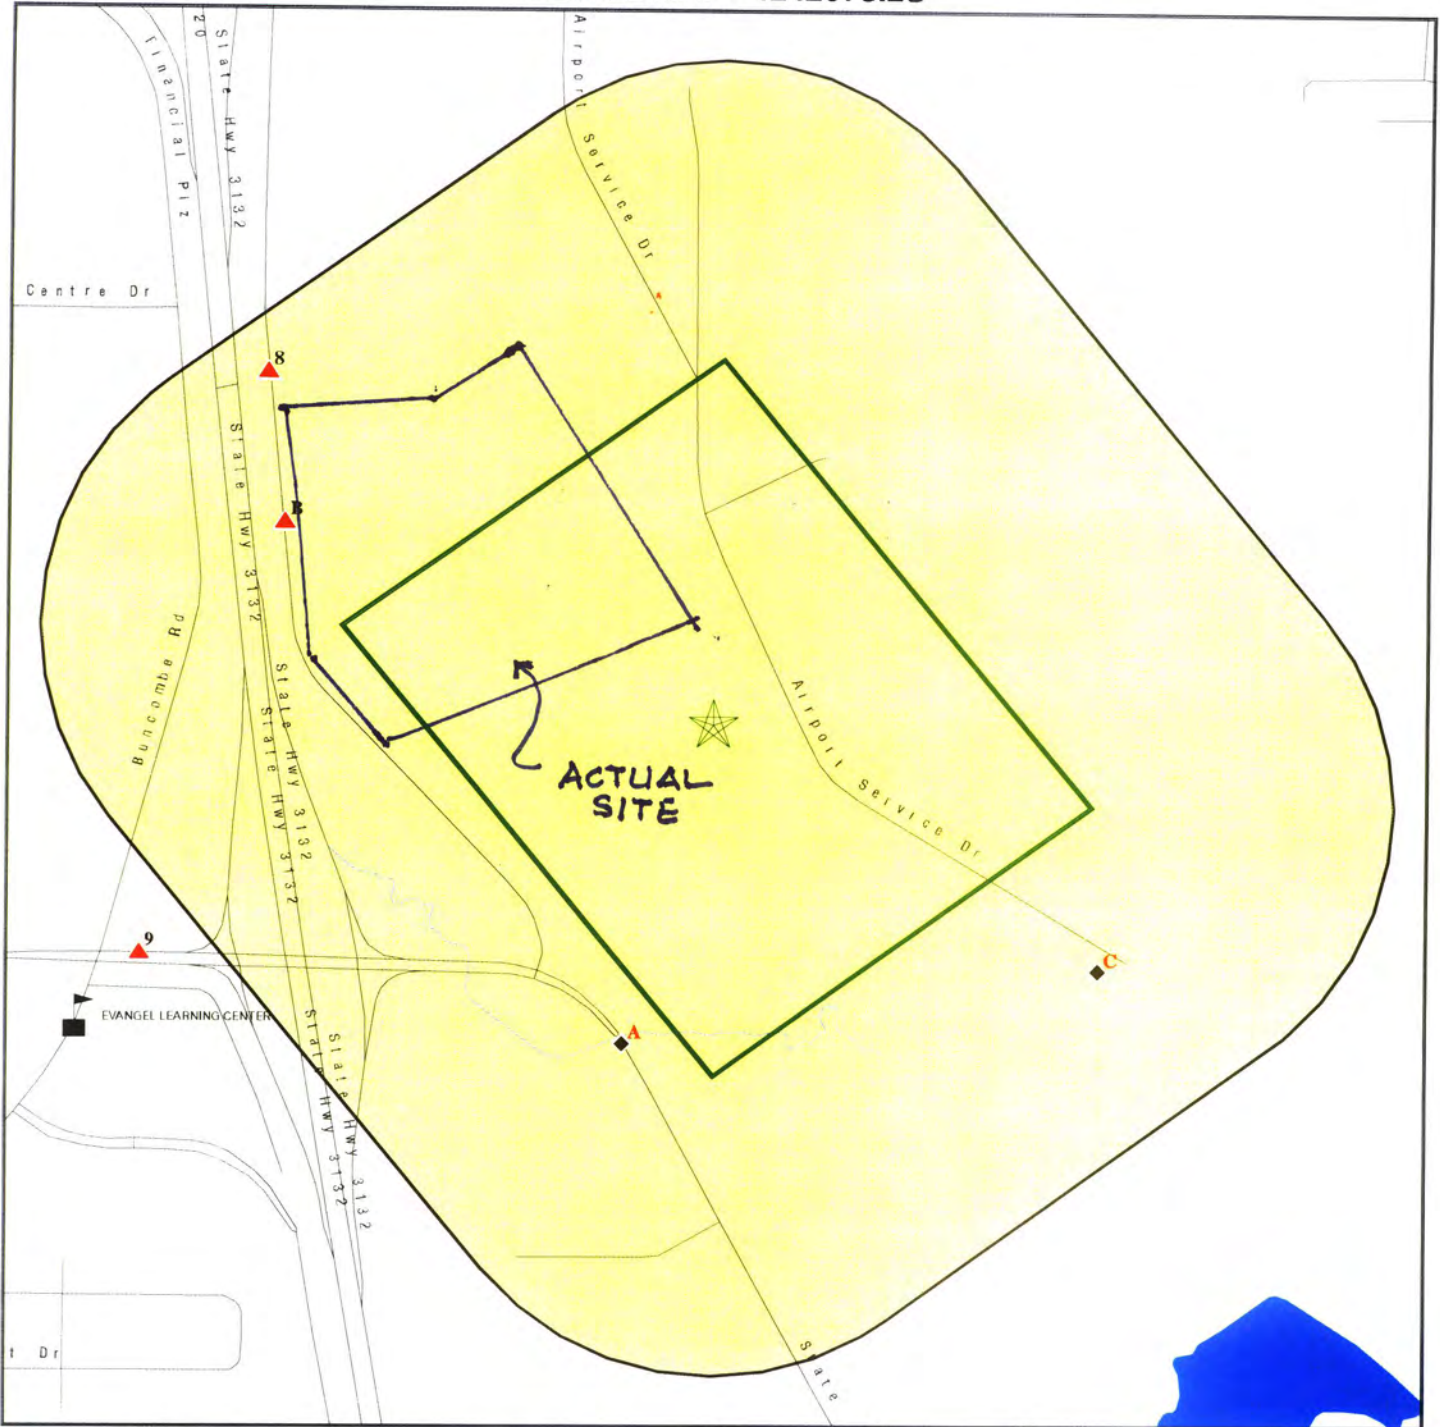 20
State Hwy 3132
Financial Plz
Airport Service Dr
Centre Dr
8
State Hwy 3132
B
Buncombe Rd
State Hwy 3132
State Hwy 3132
ACTUAL
SITE
Airport Service Dr
9
EVANGEL LEARNING CENTER
C
A
State Hwy 3132
State Hwy 3132
t Dr
State